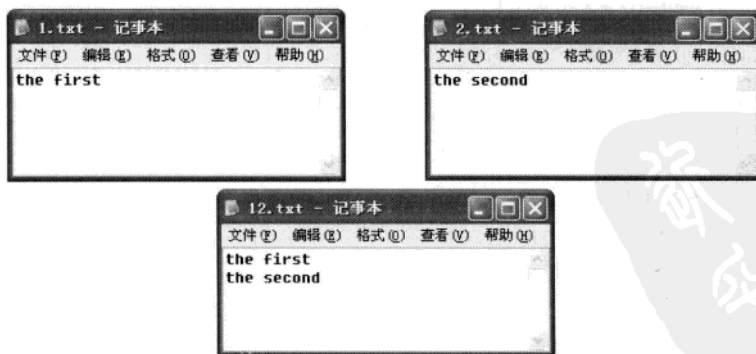 1.txt - 记事本
文件(F) 编辑(E) 格式(O) 查看(V) 帮助(H)
the first
2.txt - 记事本
文件(F) 编辑(E) 格式(O) 查看(V) 帮助(H)
the second
12.txt - 记事本
文件(F) 编辑(E) 格式(O) 查看(V) 帮助(H)
the first
the second